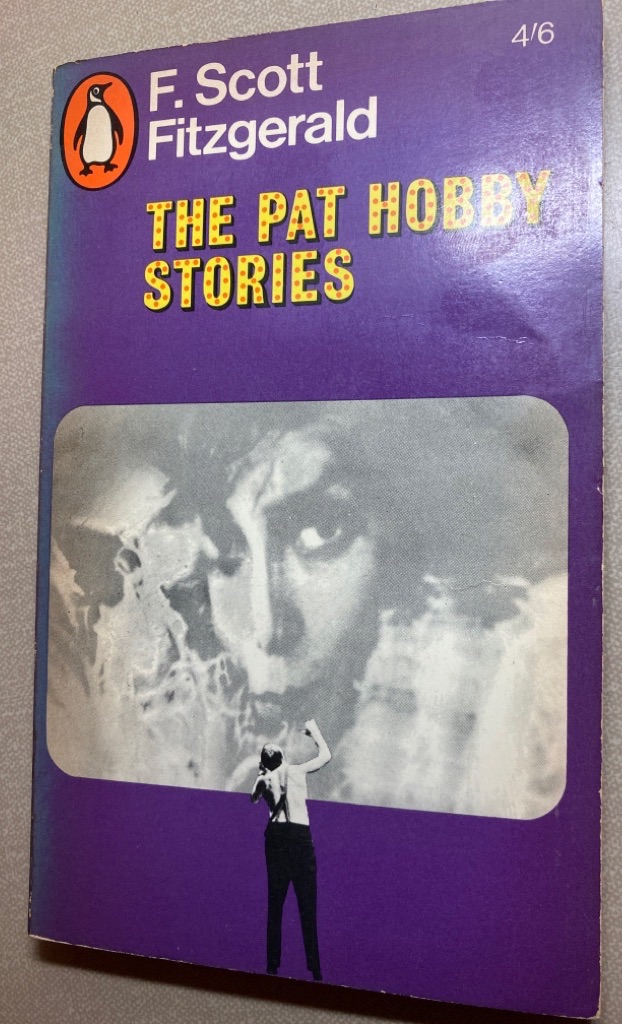 4/6
F. Scott
Fitzgerald
THE PAT HOBBY
STORIES